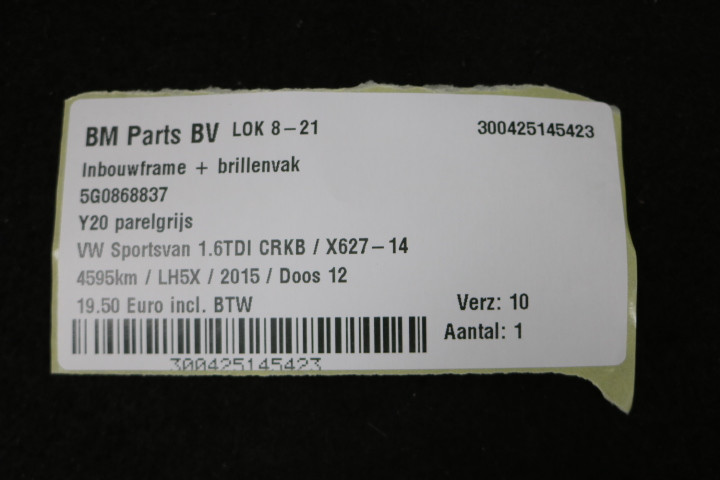 BM Parts BV LOK 8-21 300425145423
Inbouwframe + brillenvak
5G0868837
Y20 parelgrijs
VW Sportsvan 1.6TDI CRKB / X627-14
4595km / LH5X / 2015 / Doos 12
19.50 Euro incl. BTW Verz: 10
Aantal: 1
300425145423